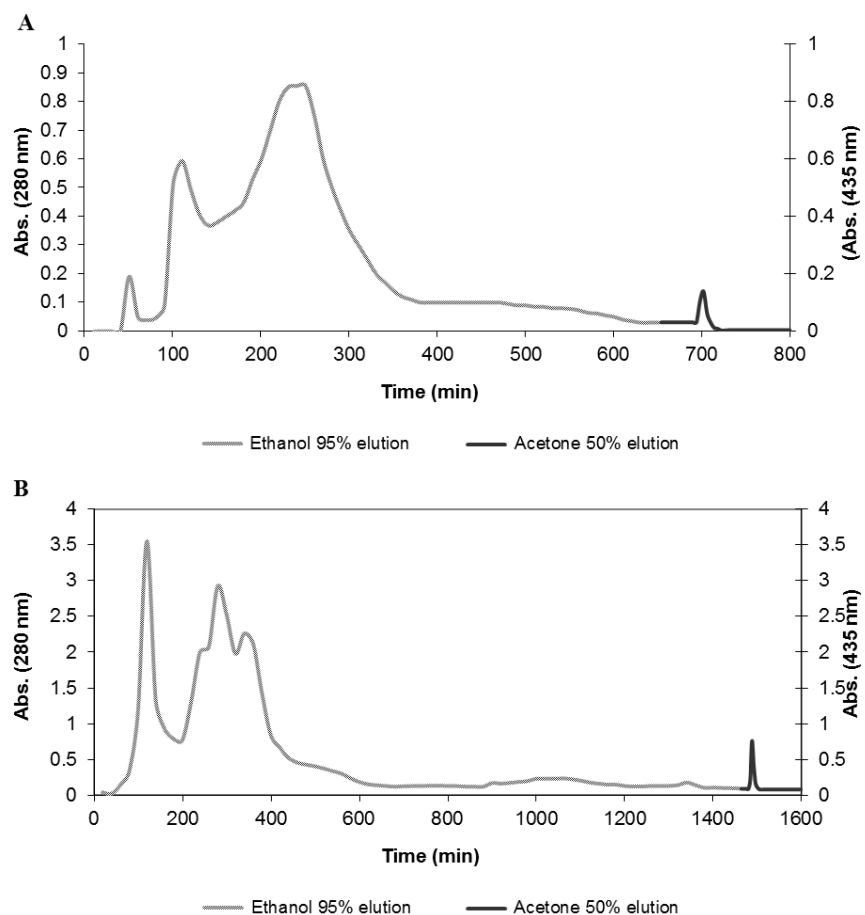 A
Abs. (280 nm)
1
0.9
0.8
0.7
0.6
0.5
0.4
0.3
0.2
0.1
0
1
0.8
0.6
0.4
0.2
0
(Abs. (435 nm)
0 100 200 300 400 500 600 700 800
Time (min)
Ethanol 95% elution Acetone 50% elution
B
Abs. (280 nm)
4
3.5
3
2.5
2
1.5
1
0.5
0
4
3.5
3
2.5
2
1.5
1
0.5
0
Abs. (435 nm)
0 200 400 600 800 1000 1200 1400 1600
Time (min)
Ethanol 95% elution Acetone 50% elution